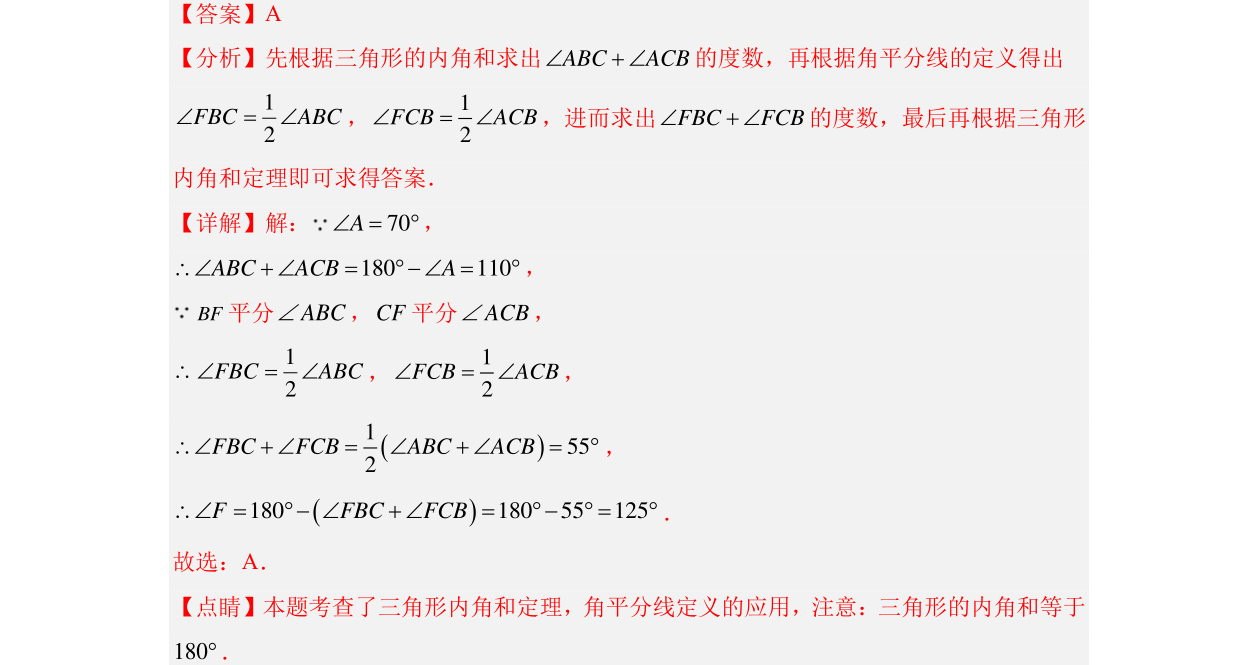 【答案】A
【分析】先根据三角形的内角和求出∠ABC+∠ACB的度数，再根据角平分线的定义得出
∠FBC=1/2∠ABC，∠FCB=1/2∠ACB，进而求出∠FBC+∠FCB的度数，最后再根据三角形
内角和定理即可求得答案．
【详解】解：∵∠A=70°，
∴∠ABC+∠ACB=180°−∠A=110°，
∵BF平分∠ABC，CF平分∠ACB，
∴∠FBC=1/2∠ABC，∠FCB=1/2∠ACB，
∴∠FBC+∠FCB=1/2(∠ABC+∠ACB)=55°，
∴∠F=180°−(∠FBC+∠FCB)=180°−55°=125°．
故选：A．
【点睛】本题考查了三角形内角和定理，角平分线定义的应用，注意：三角形的内角和等于
180°．